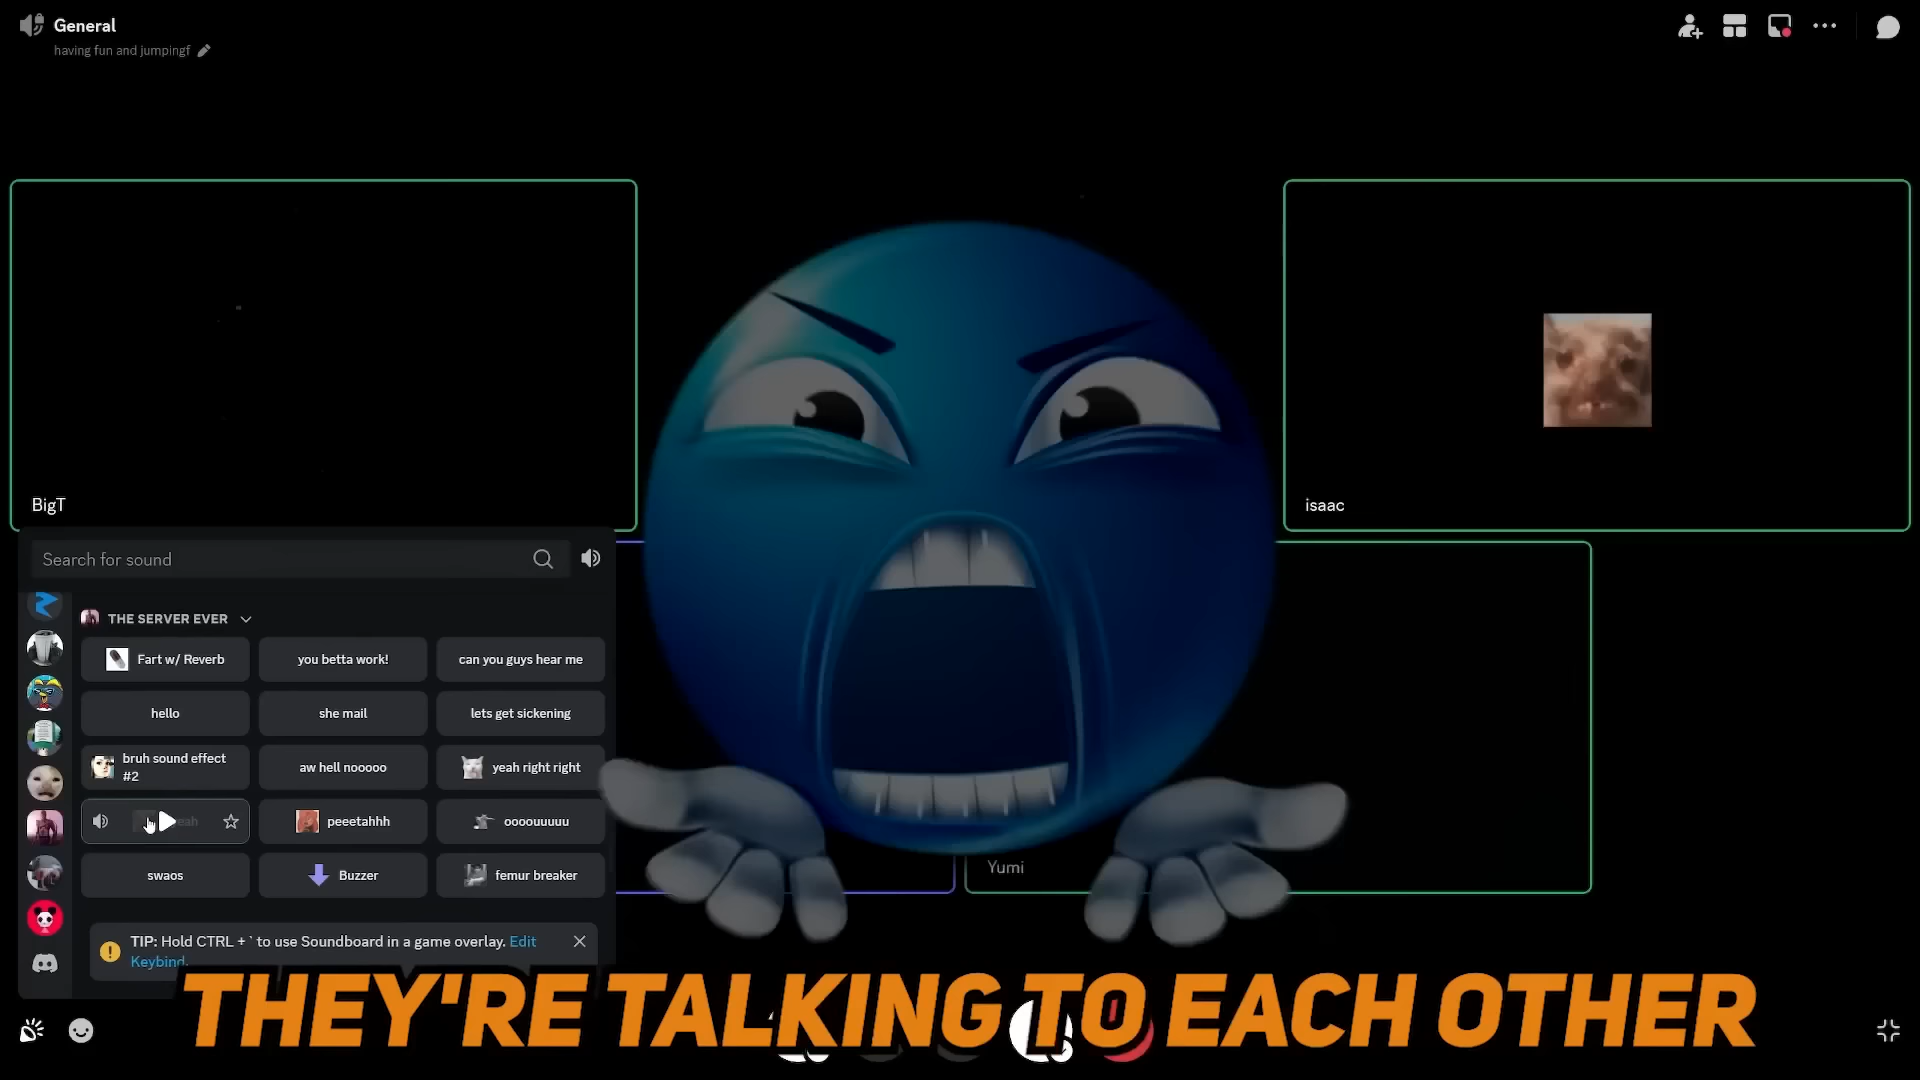 General
having fun and jumpingf
BigT
isaac
Search for sound
THE SERVER EVER
Fart w/ Reverb
you betta work!
can you guys hear me
hello
she mail
lets get sickening
bruh sound effect
#2
aw hell nooooo
yeah right right
peeetahhh
oooouuuuu
swaos
Buzzer
femur breaker
Yumi
TIP: Hold CTRL + ` to use Soundboard in a game overlay. Edit
Keybind.
THEY'RE TALKING TO EACH OTHER